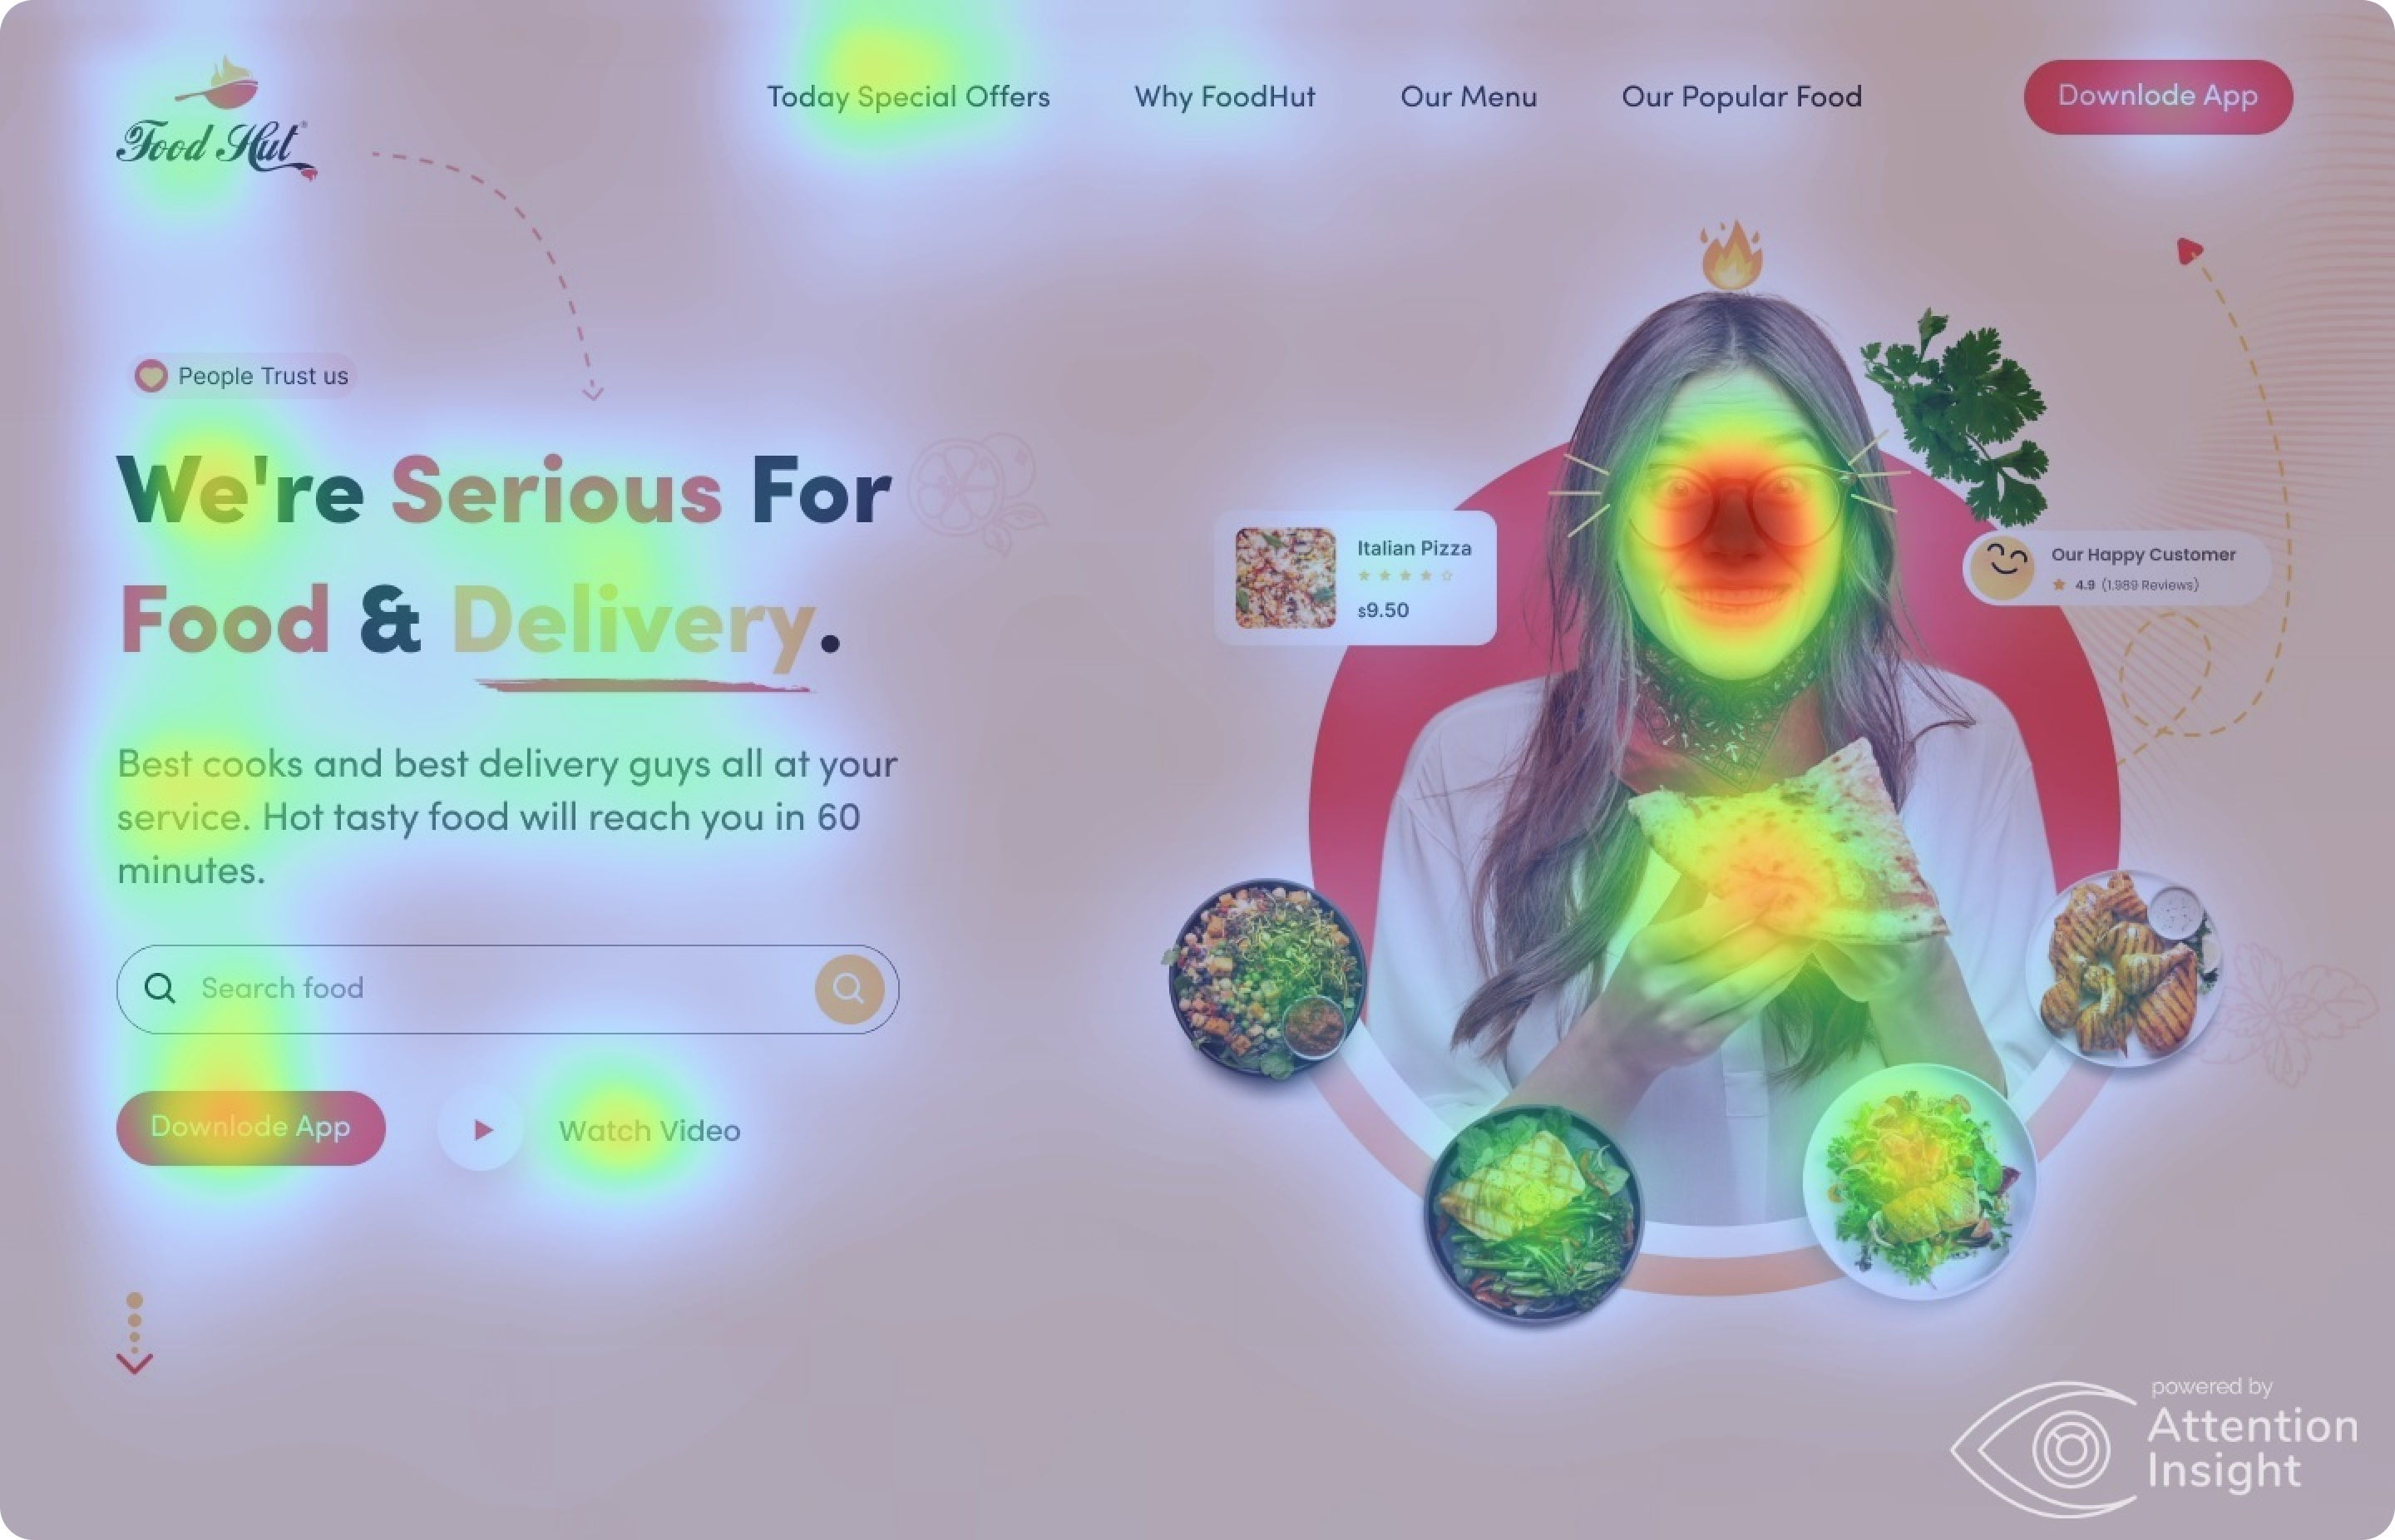 Food Hut
Today Special Offers
Why FoodHut
Our Menu
Our Popular Food
Downlode App
People Trust us
We're Serious For
Food & Delivery.
Best cooks and best delivery guys all at your
service. Hot tasty food will reach you in 60
minutes.
Search food
Downlode App
Watch Video
Italian Pizza
$9.50
Our Happy Customer
4.9 (1.989 Reviews)
powered by
Attention
Insight